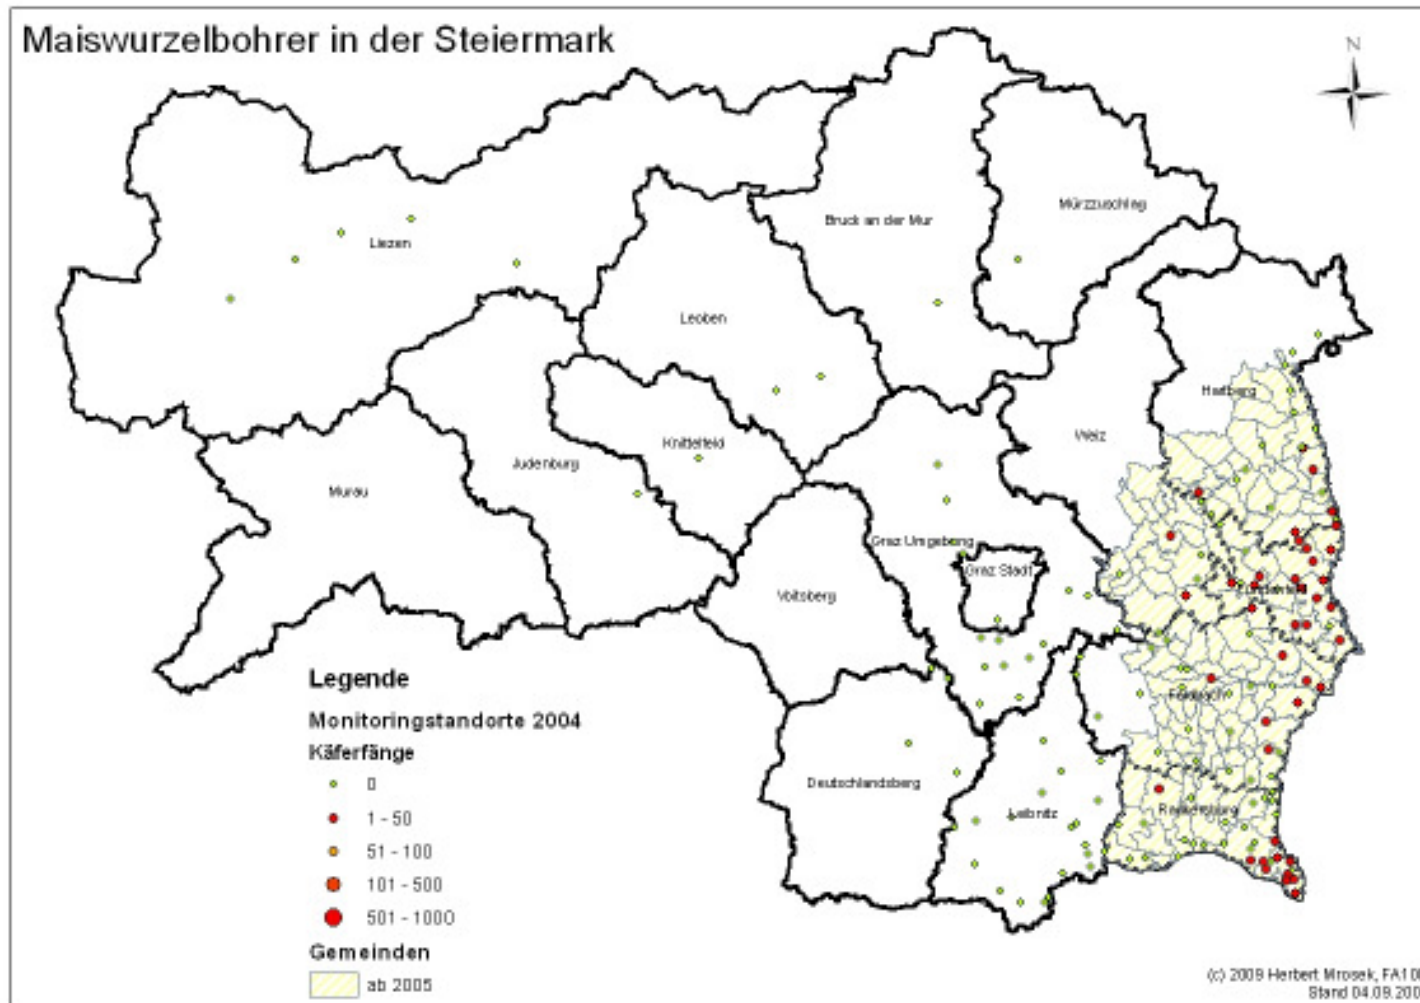 Maiswurzelbohrer in der Steiermark
N
Mürzzuschlag
Bruck an der Mur
Liezen
Leoben
Hartberg
Weiz
Knittelfeld
Judenburg
Murau
Graz Umgebung
Graz Stadt
Voitsberg
Fürstenfeld
Feldbach
Deutschlandsberg
Leibnitz
Radkersburg
Legende
Monitoringstandorte 2004
Käferfänge
0
1 - 50
51 - 100
101 - 500
501 - 1000
Gemeinden
ab 2005
(c) 2009 Herbert Mrosek, FA10
Stand 04.09.200